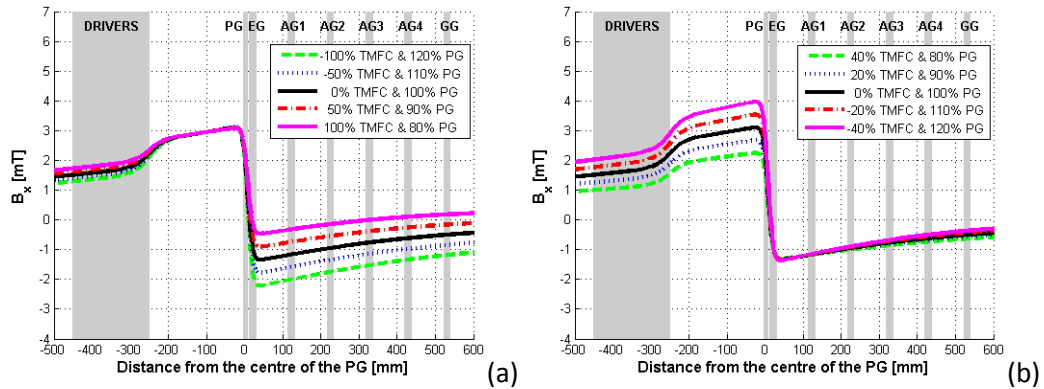 DRIVERS PG EG AG1 AG2 AG3 AG4 GG
-100% TMFC & 120% PG
-50% TMFC & 110% PG
0% TMFC & 100% PG
50% TMFC & 90% PG
100% TMFC & 80% PG
7
6
5
4
3
2
1
0
-1
-2
-3
-4
Bx [mT]
-500 -400 -300 -200 -100 0 100 200 300 400 500 600
Distance from the centre of the PG [mm]
(a)
DRIVERS PG EG AG1 AG2 AG3 AG4 GG
40% TMFC & 80% PG
20% TMFC & 90% PG
0% TMFC & 100% PG
-20% TMFC & 110% PG
-40% TMFC & 120% PG
7
6
5
4
3
2
1
0
-1
-2
-3
-4
Bx [mT]
-500 -400 -300 -200 -100 0 100 200 300 400 500 600
Distance from the centre of the PG [mm]
(b)